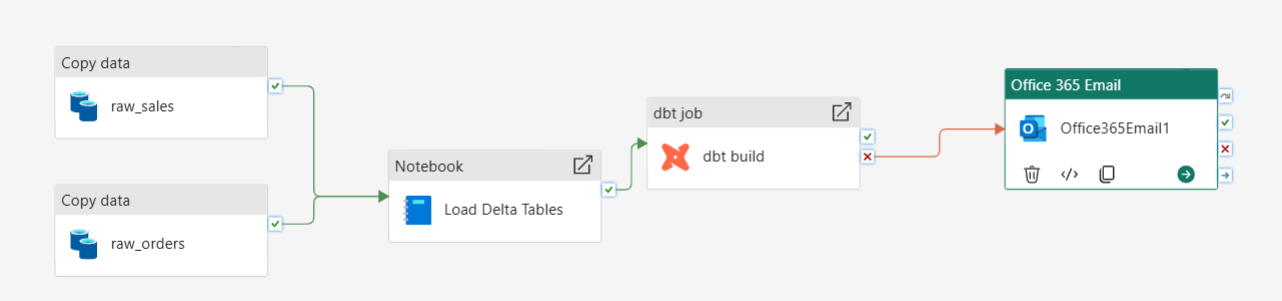 Copy data
raw_sales
Copy data
raw_orders
Notebook
Load Delta Tables
dbt job
dbt build
Office 365 Email
Office365Email1